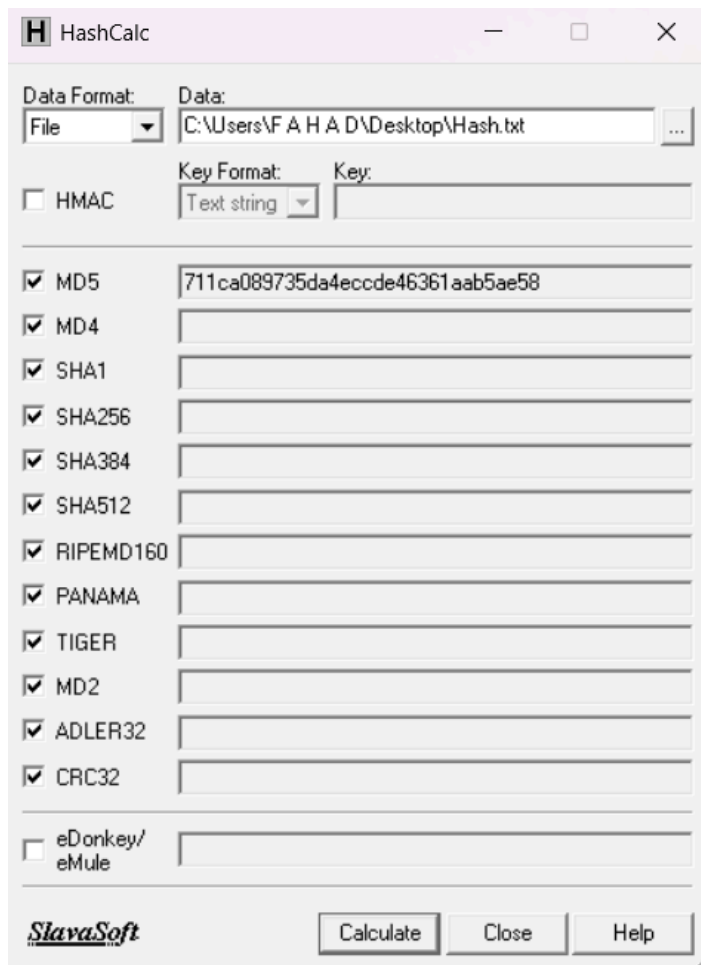 H HashCalc
Data Format: Data:
File C:\Users\F A H A D\Desktop\Hash.txt ...
Key Format: Key:
HMAC Text string
MD5 711ca089735da4eccde46361aab5ae58
MD4
SHA1
SHA256
SHA384
SHA512
RIPEMD160
PANAMA
TIGER
MD2
ADLER32
CRC32
eDonkey/
eMule
SlavaSoft Calculate Close Help